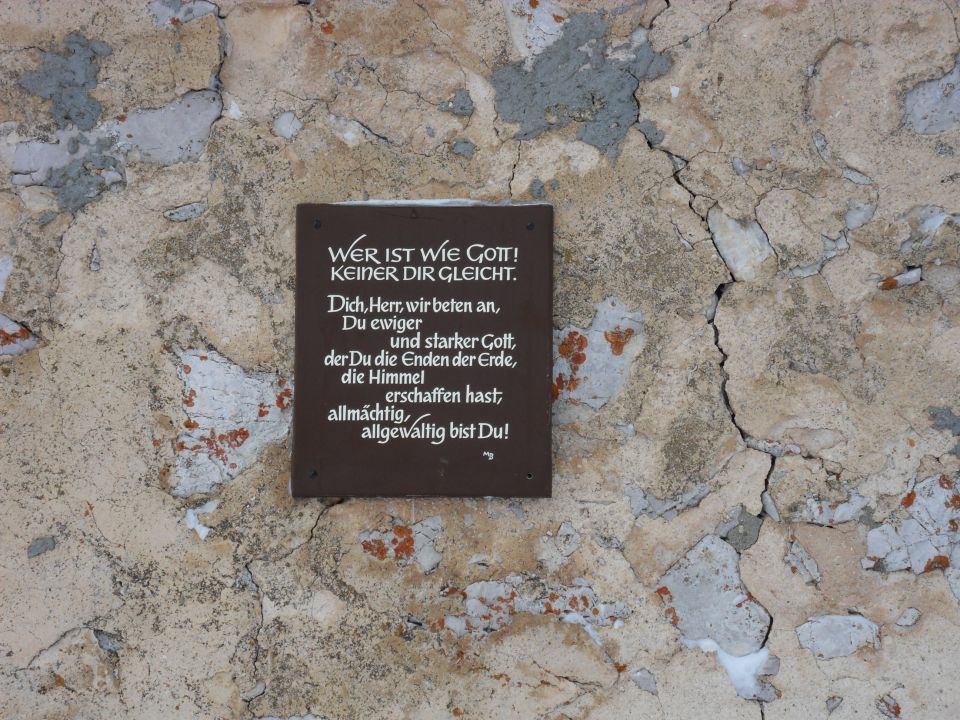 WER IST WIE GOTT!
KEINER DIR GLEICHT.
Dich, Herr, wir beten an,
Du ewiger
und starker Gott,
der Du die Enden der Erde,
die Himmel
erschaffen hast,
allmächtig,
allgewaltig bist Du!
MB